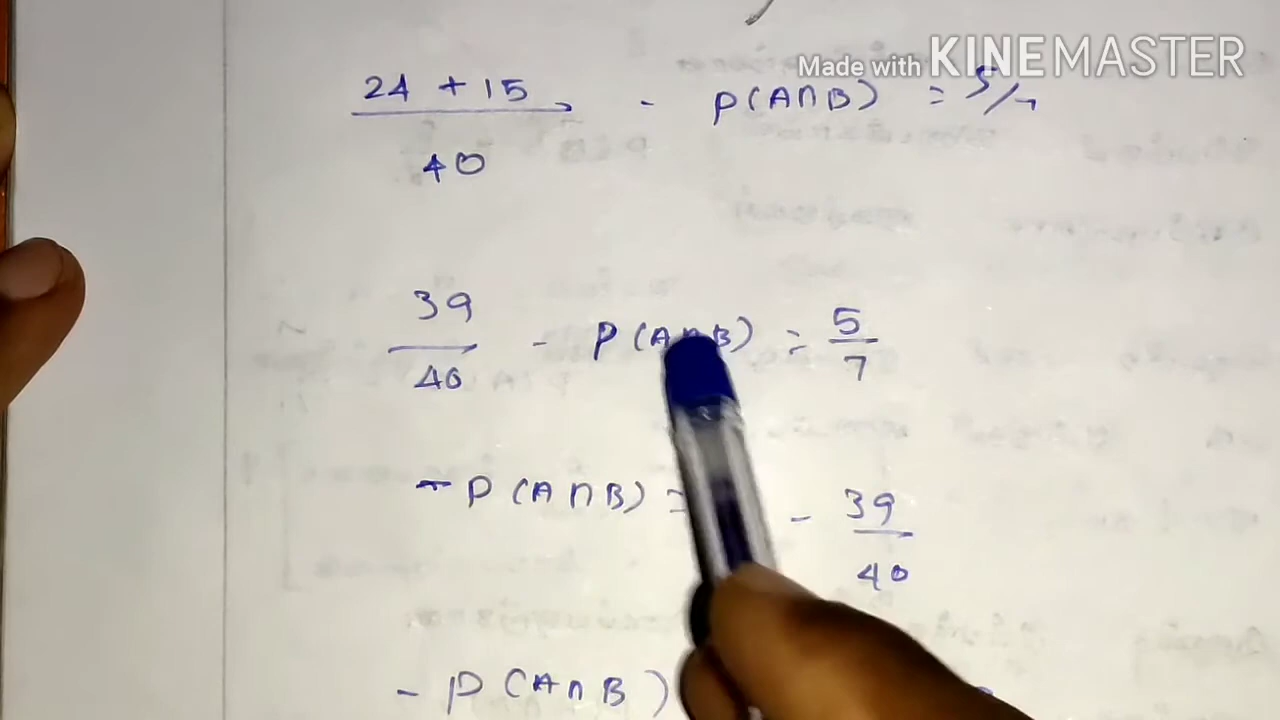 Made with KINEMASTER
24 + 15 / 40 - P(A∩B) = 5/7
39/40 - P(A∩B) = 5/7
- P(A∩B) = - 39/40
- P(A∩B)